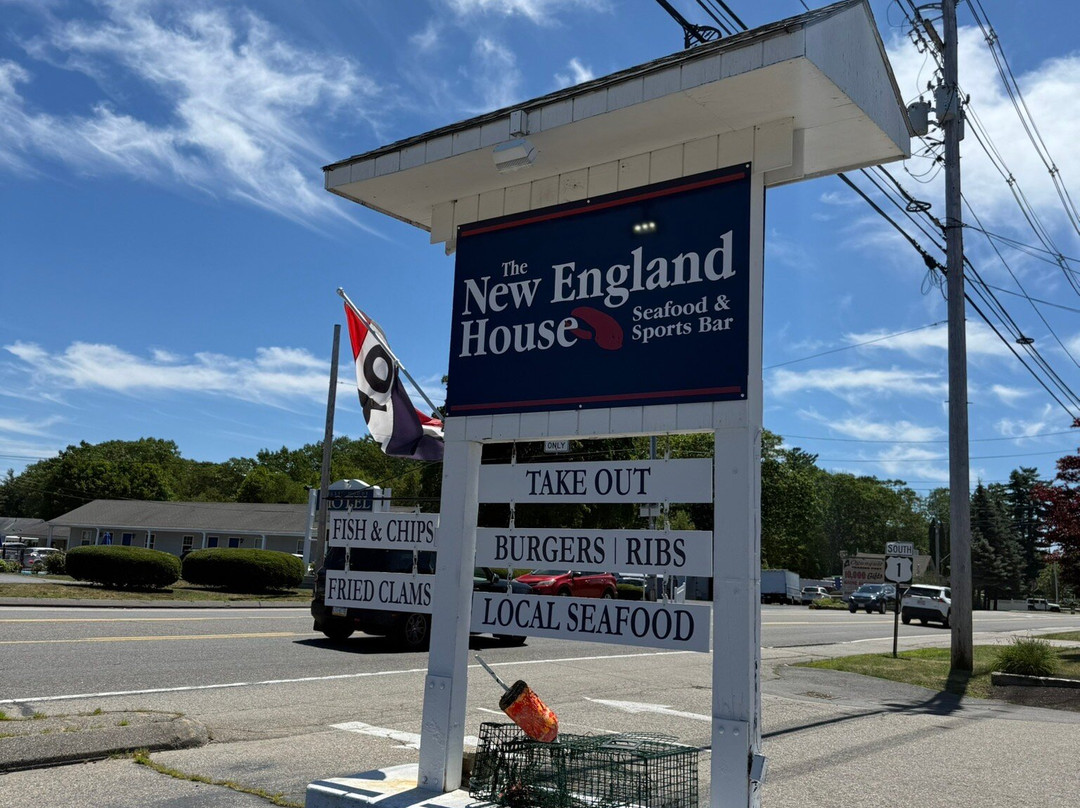 The
New England
House
Seafood &
Sports Bar
ONLY
TAKE OUT
FISH & CHIPS
BURGERS | RIBS
FRIED CLAMS
LOCAL SEAFOOD
SOUTH
1